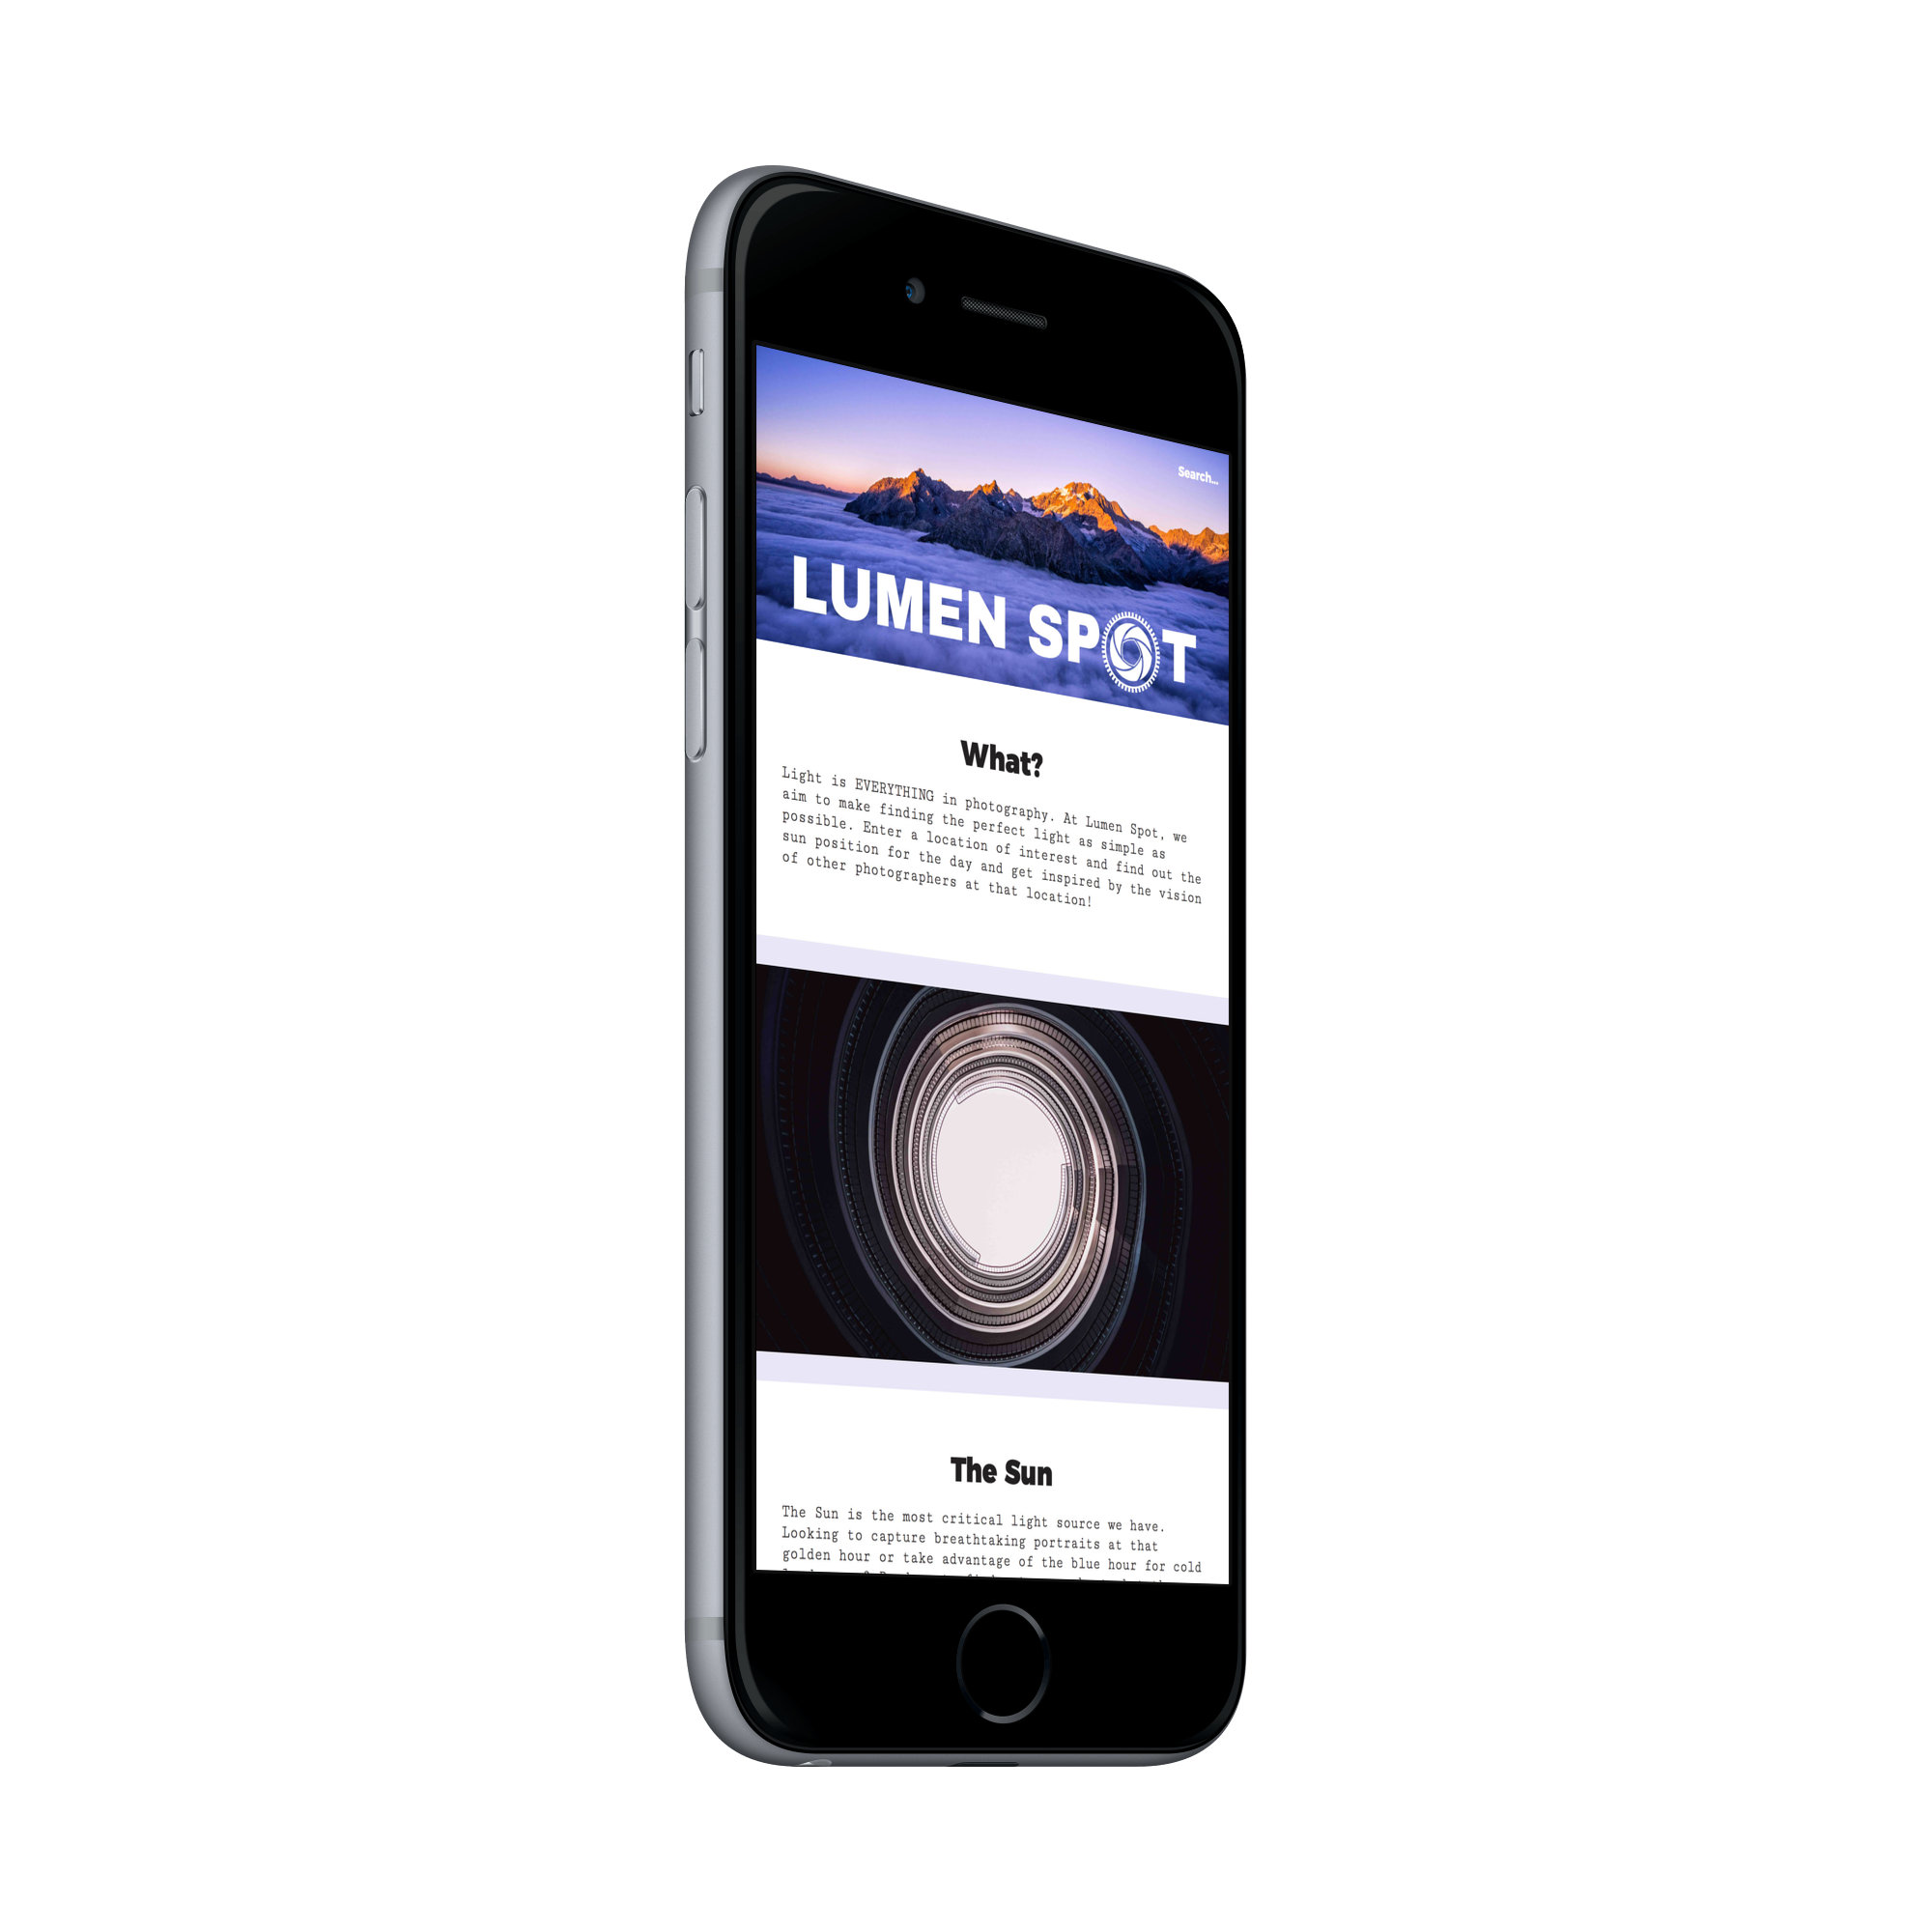 Search...
LUMEN SPOT
What?
Light is EVERYTHING in photography. At Lumen Spot, we
aim to make finding the perfect light as simple as
possible. Enter a location of interest and find out the
sun position for the day and get inspired by the vision
of other photographers at that location!
The Sun
The Sun is the most critical light source we have.
Looking to capture breathtaking portraits at that
golden hour or take advantage of the blue hour for cold